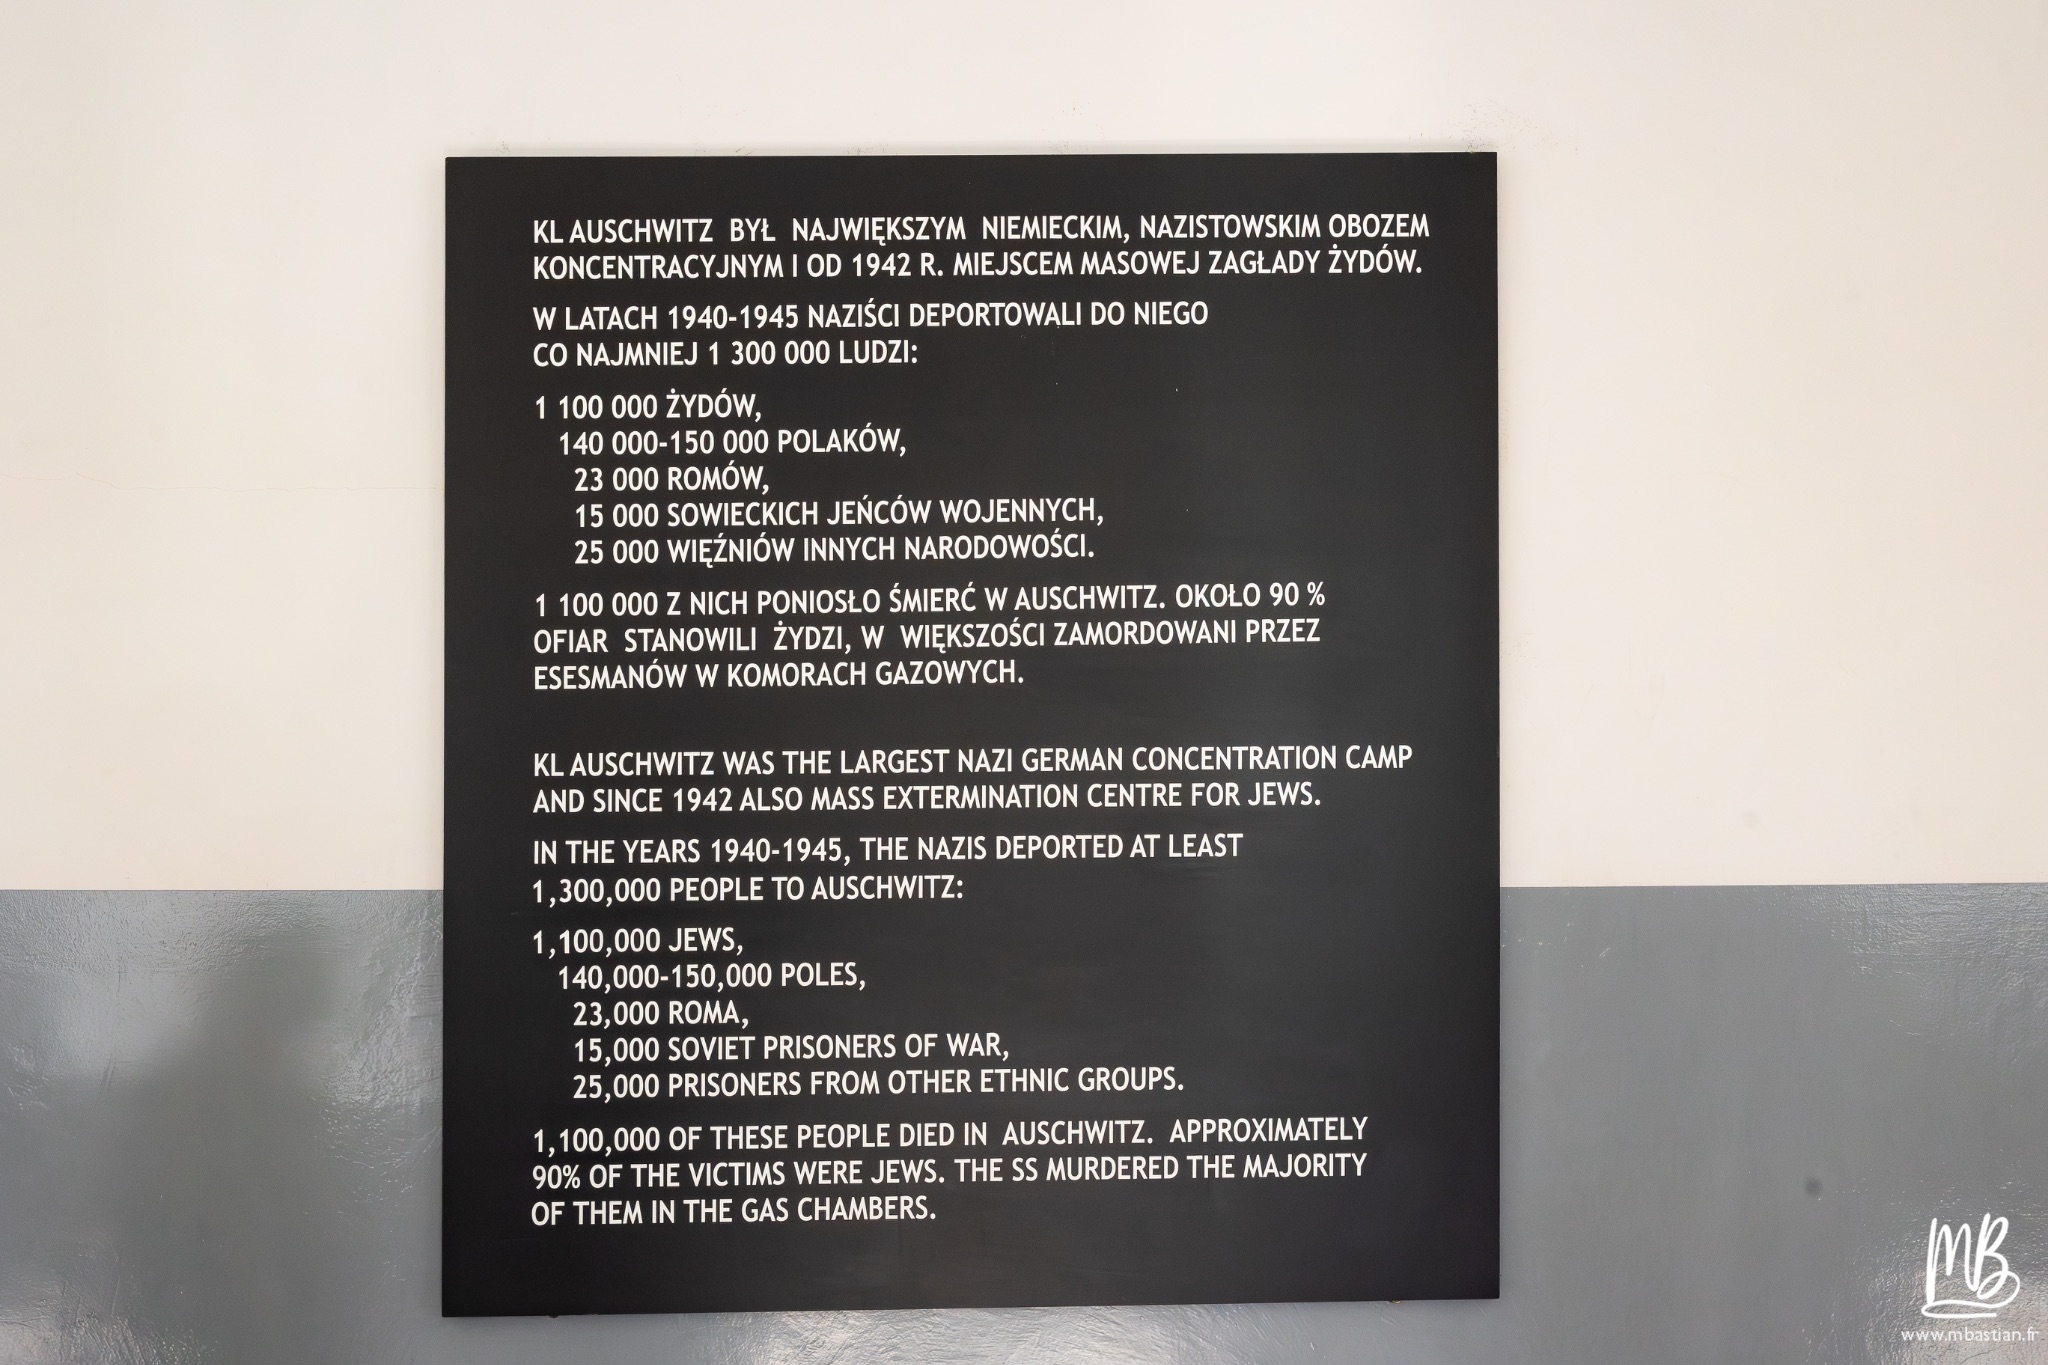 KL AUSCHWITZ BYŁ NAJWIĘKSZYM NIEMIECKIM, NAZISTOWSKIM OBOZEM
KONCENTRACYJNYM I OD 1942 R. MIEJSCEM MASOWEJ ZAGŁADY ŻYDÓW.
W LATACH 1940-1945 NAZIŚCI DEPORTOWALI DO NIEGO
CO NAJMNIEJ 1 300 000 LUDZI:
1 100 000 ŻYDÓW,
140 000-150 000 POLAKÓW,
23 000 ROMÓW,
15 000 SOWIECKICH JEŃCÓW WOJENNYCH,
25 000 WIĘŹNIÓW INNYCH NARODOWOŚCI.
1 100 000 Z NICH PONIOSŁO ŚMIERĆ W AUSCHWITZ. OKOŁO 90 %
OFIAR STANOWILI ŻYDZI, W WIĘKSZOŚCI ZAMORDOWANI PRZEZ
ESESMANÓW W KOMORACH GAZOWYCH.
KL AUSCHWITZ WAS THE LARGEST NAZI GERMAN CONCENTRATION CAMP
AND SINCE 1942 ALSO MASS EXTERMINATION CENTRE FOR JEWS.
IN THE YEARS 1940-1945, THE NAZIS DEPORTED AT LEAST
1,300,000 PEOPLE TO AUSCHWITZ:
1,100,000 JEWS,
140,000-150,000 POLES,
23,000 ROMA,
15,000 SOVIET PRISONERS OF WAR,
25,000 PRISONERS FROM OTHER ETHNIC GROUPS.
1,100,000 OF THESE PEOPLE DIED IN AUSCHWITZ. APPROXIMATELY
90% OF THE VICTIMS WERE JEWS. THE SS MURDERED THE MAJORITY
OF THEM IN THE GAS CHAMBERS.
MB
www.mbastian.fr